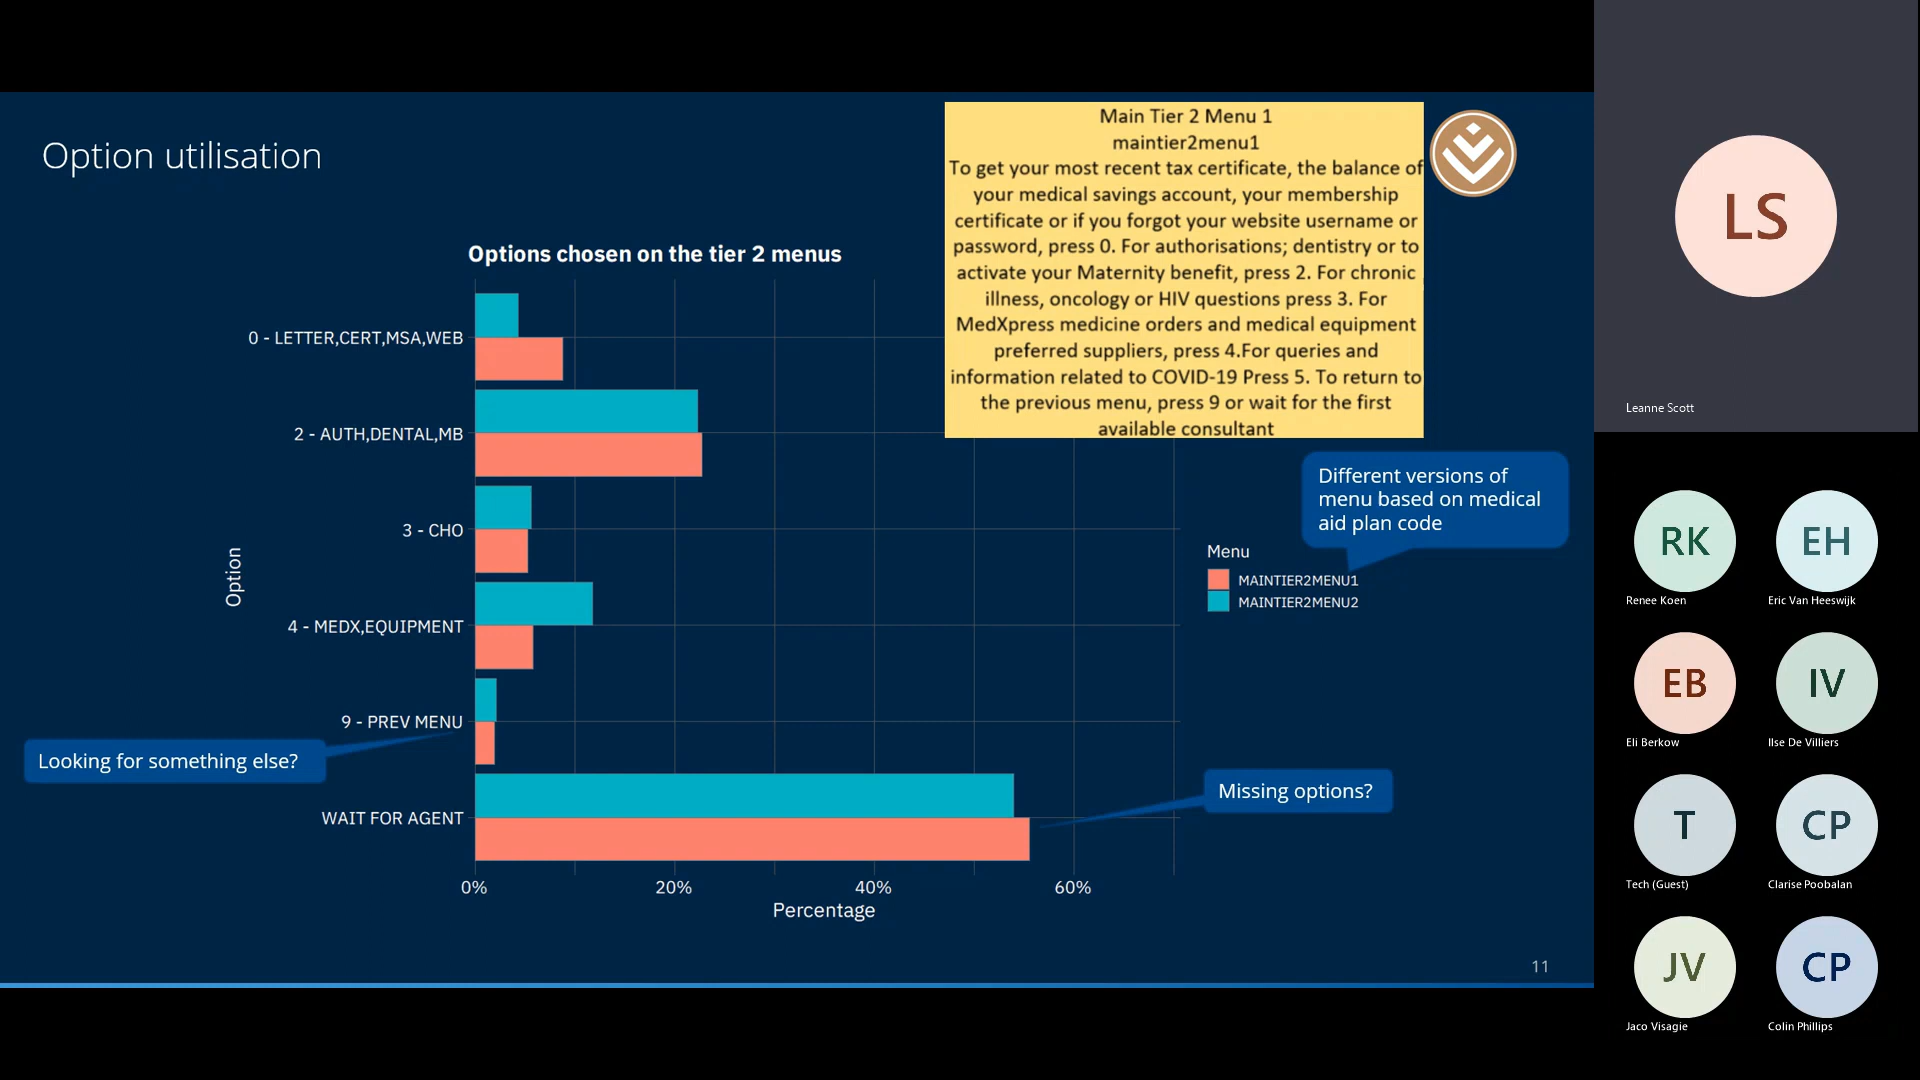 Option utilisation
Main Tier 2 Menu 1
maintier2menu1
To get your most recent tax certificate, the balance of
your medical savings account, your membership
certificate or if you forgot your website username or
password, press 0. For authorisations; dentistry or to
activate your Maternity benefit, press 2. For chronic
illness, oncology or HIV questions press 3. For
MedXpress medicine orders and medical equipment
preferred suppliers, press 4.For queries and
information related to COVID-19 Press 5. To return to
the previous menu, press 9 or wait for the first
available consultant
Options chosen on the tier 2 menus
Option
0 - LETTER,CERT,MSA,WEB
2 - AUTH,DENTAL,MB
3 - CHO
4 - MEDX,EQUIPMENT
9 - PREV MENU
WAIT FOR AGENT
0%
20%
40%
60%
Percentage
Looking for something else?
Missing options?
Different versions of
menu based on medical
aid plan code
Menu
MAINTIER2MENU1
MAINTIER2MENU2
11
LS
Leanne Scott
RK
Renee Koen
EH
Eric Van Heeswijk
EB
Eli Berkow
IV
Ilse De Villiers
T
Tech (Guest)
CP
Clarise Poobalan
JV
Jaco Visagie
CP
Colin Phillips